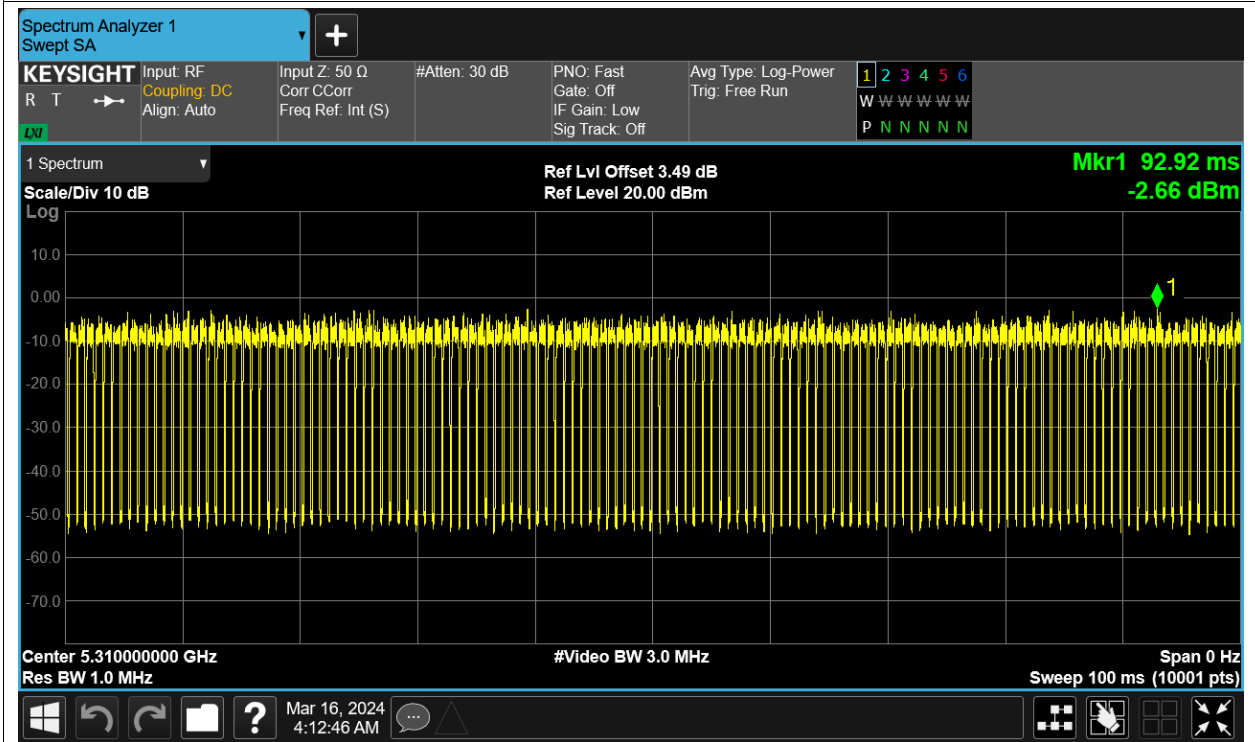 Spectrum Analyzer 1
Swept SA
KEYSIGHT
R T
LXI
Input: RF
Coupling: DC
Align: Auto
Input Z: 50 Ω
Corr CCorr
Freq Ref: Int (S)
#Atten: 30 dB
PNO: Fast
Gate: Off
IF Gain: Low
Sig Track: Off
Avg Type: Log-Power
Trig: Free Run
1 2 3 4 5 6
W W W W W W
P N N N N N
1 Spectrum
Scale/Div 10 dB
Ref Lvl Offset 3.49 dB
Ref Level 20.00 dBm
Mkr1 92.92 ms
-2.66 dBm
Log
10.0
0.00
-10.0
-20.0
-30.0
-40.0
-50.0
-60.0
-70.0
1
Center 5.310000000 GHz
Res BW 1.0 MHz
#Video BW 3.0 MHz
Span 0 Hz
Sweep 100 ms (10001 pts)
?
Mar 16, 2024
4:12:46 AM